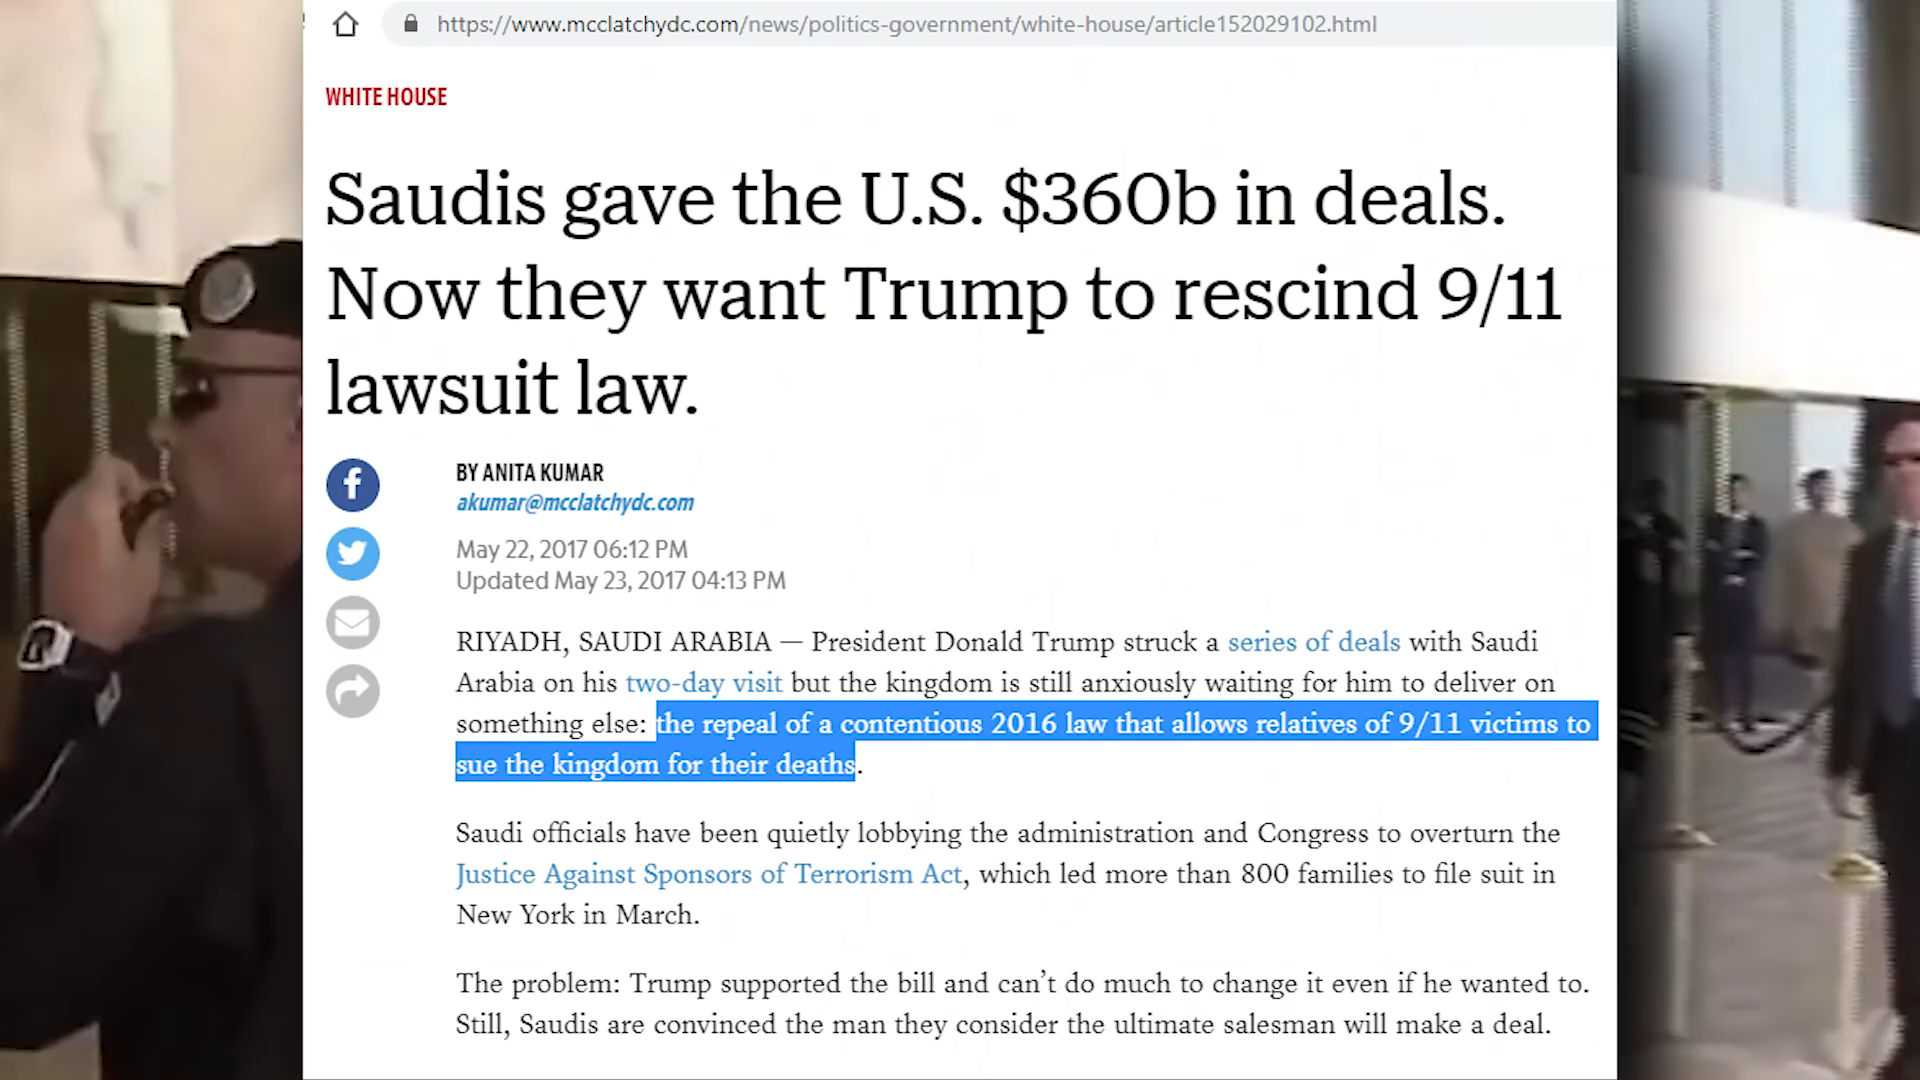 https://www.mcclatchydc.com/news/politics-government/white-house/article152029102.html
WHITE HOUSE
Saudis gave the U.S. $360b in deals.
Now they want Trump to rescind 9/11
lawsuit law.
BY ANITA KUMAR
akumar@mcclatchydc.com
May 22, 2017 06:12 PM
Updated May 23, 2017 04:13 PM
RIYADH, SAUDI ARABIA — President Donald Trump struck a series of deals with Saudi
Arabia on his two-day visit but the kingdom is still anxiously waiting for him to deliver on
something else: the repeal of a contentious 2016 law that allows relatives of 9/11 victims to
sue the kingdom for their deaths.
Saudi officials have been quietly lobbying the administration and Congress to overturn the
Justice Against Sponsors of Terrorism Act, which led more than 800 families to file suit in
New York in March.
The problem: Trump supported the bill and can’t do much to change it even if he wanted to.
Still, Saudis are convinced the man they consider the ultimate salesman will make a deal.